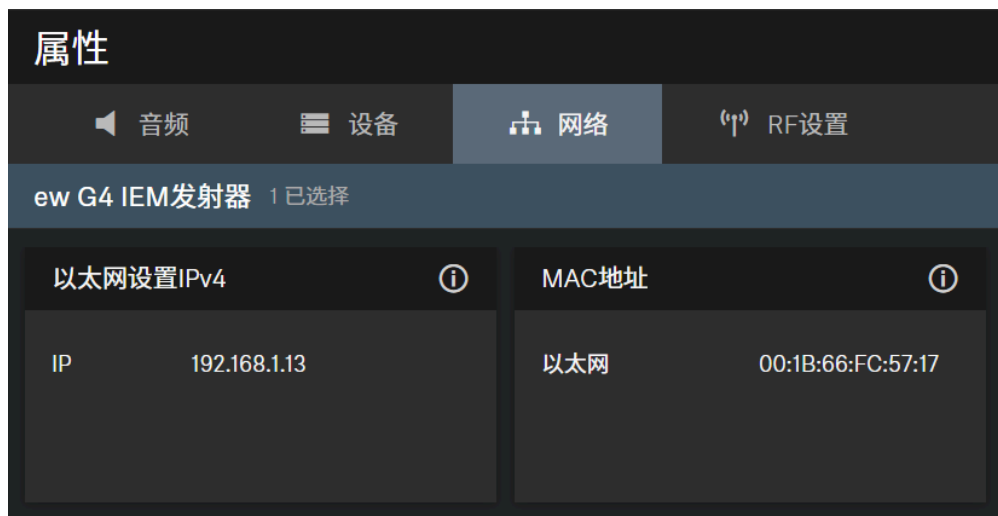 属性
音频 设备 网络 RF设置
ew G4 IEM发射器 1 已选择
以太网设置IPv4 MAC地址
IP 192.168.1.13 以太网 00:1B:66:FC:57:17